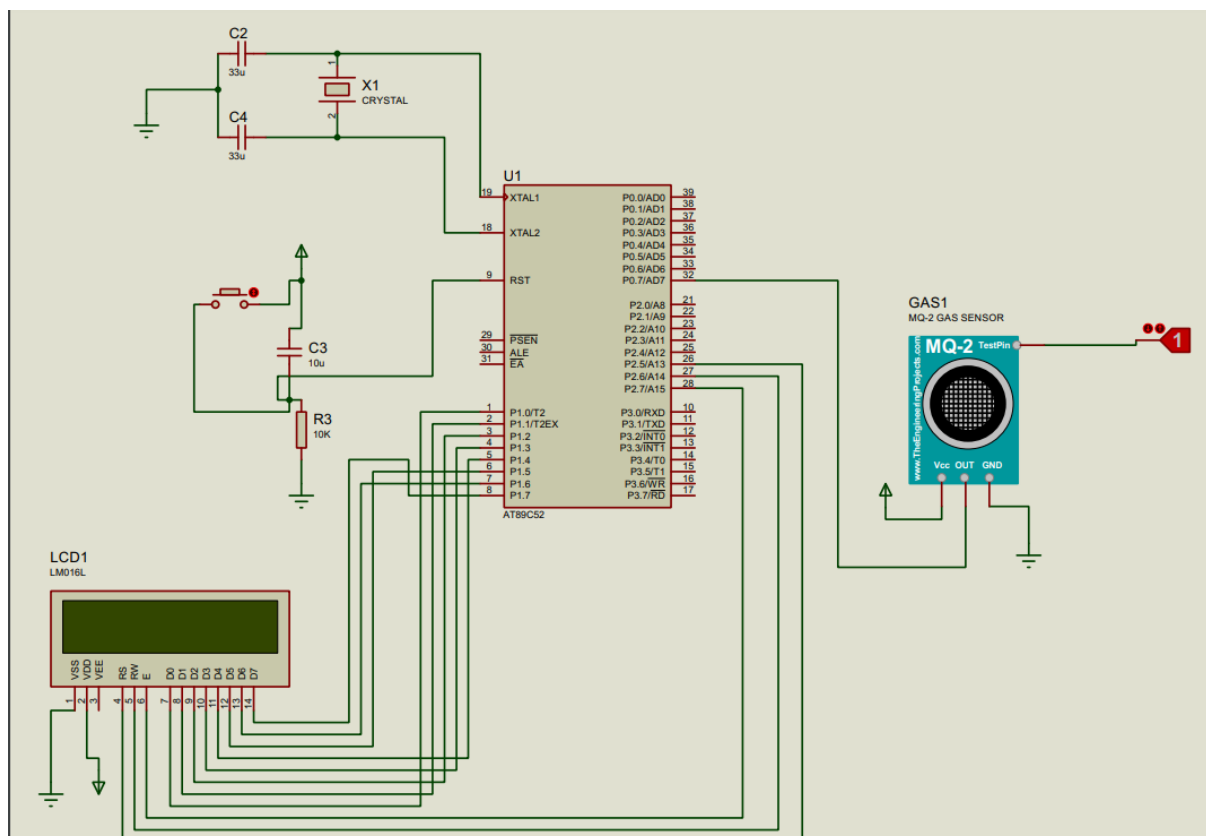 C2
33u
1
X1
CRYSTAL
2
C4
33u
U1
19
XTAL1
18
XTAL2
9
RST
29
PSEN
30
ALE
31
EA
1
P1.0/T2
2
P1.1/T2EX
3
P1.2
4
P1.3
5
P1.4
6
P1.5
7
P1.6
8
P1.7
P0.0/AD0
39
P0.1/AD1
38
P0.2/AD2
37
P0.3/AD3
36
P0.4/AD4
35
P0.5/AD5
34
P0.6/AD6
33
P0.7/AD7
32
P2.0/A8
21
P2.1/A9
22
P2.2/A10
23
P2.3/A11
24
P2.4/A12
25
P2.5/A13
26
P2.6/A14
27
P2.7/A15
28
P3.0/RXD
10
P3.1/TXD
11
P3.2/INT0
12
P3.3/INT1
13
P3.4/T0
14
P3.5/T1
15
P3.6/WR
16
P3.7/RD
17
AT89C52
C3
10u
R3
10K
GAS1
MQ-2 GAS SENSOR
MQ-2
TestPin
www.TheEngineeringProjects.com
Vcc OUT GND
1
LCD1
LM016L
VSS
VDD
VEE
RS
RW
E
D0
D1
D2
D3
D4
D5
D6
D7
1
2
3
4
5
6
7
8
9
10
11
12
13
14